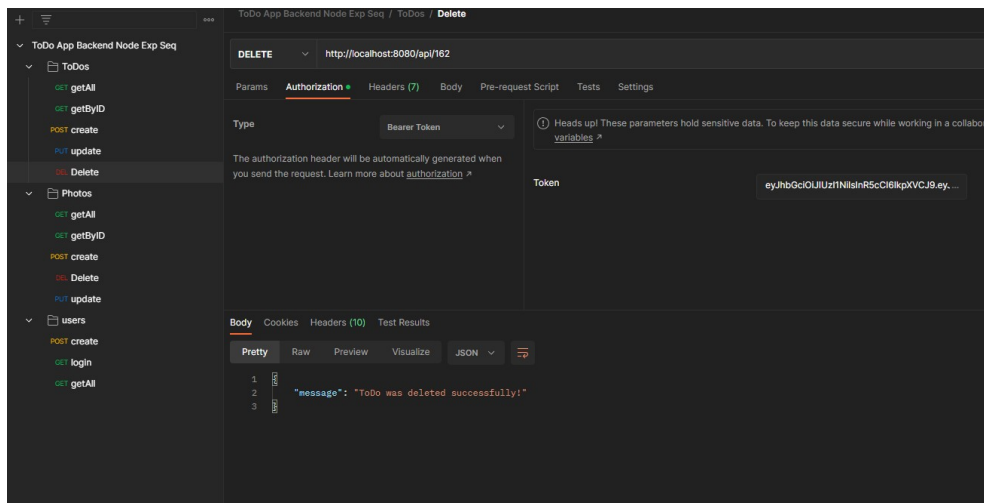 ToDo App Backend Node Exp Seq / ToDos / Delete
ToDo App Backend Node Exp Seq
ToDos
GET getAll
GET getByID
POST create
PUT update
DEL Delete
Photos
GET getAll
GET getByID
POST create
DEL Delete
PUT update
users
POST create
GET login
GET getAll
DELETE http://localhost:8080/api/162
Params Authorization Headers (7) Body Pre-request Script Tests Settings
Type Bearer Token
The authorization header will be automatically generated when
you send the request. Learn more about authorization ↗
Heads up! These parameters hold sensitive data. To keep this data secure while working in a collabor
variables ↗
Token
Body Cookies Headers (10) Test Results
Pretty Raw Preview Visualize JSON
1 {
2 "message": "ToDo was deleted successfully!"
3 }